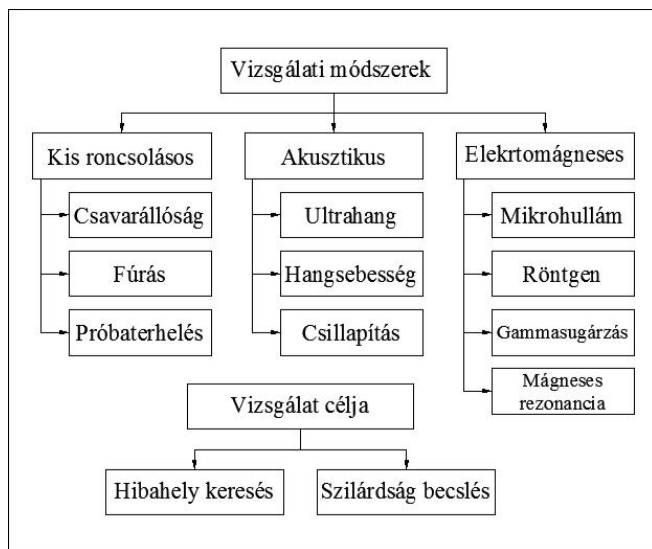 Vizsgálati módszerek
Kis roncsolásos
Csavarállóság
Fúrás
Próbaterhelés
Akusztikus
Ultrahang
Hangsebesség
Csillapítás
Elekrtomágneses
Mikrohullám
Röntgen
Gammasugárzás
Mágneses
rezonancia
Vizsgálat célja
Hibahely keresés
Szilárdság becslés